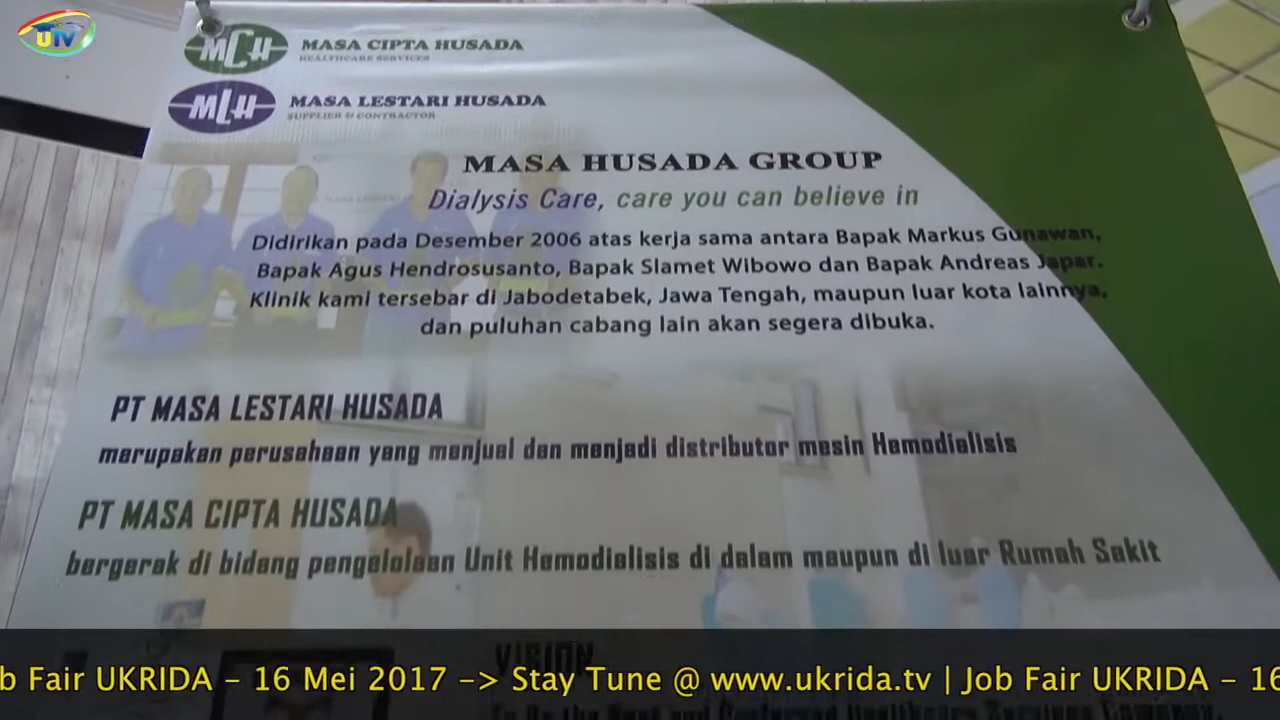 UTV
MCH
MASA CIPTA HUSADA
HEALTHCARE SERVICES
MLH
MASA LESTARI HUSADA
SUPPLIER & CONTRACTOR
MASA HUSADA GROUP
Dialysis Care, care you can believe in
Didirikan pada Desember 2006 atas kerja sama antara Bapak Markus Gunawan,
Bapak Agus Hendrosusanto, Bapak Slamet Wibowo dan Bapak Andreas Japar.
Klinik kami tersebar di Jabodetabek, Jawa Tengah, maupun luar kota lainnya,
dan puluhan cabang lain akan segera dibuka.
PT MASA LESTARI HUSADA
merupakan perusahaan yang menjual dan menjadi distributor mesin Hemodialisis
PT MASA CIPTA HUSADA
bergerak di bidang pengelolaan Unit Hemodialisis di dalam maupun di luar Rumah Sakit
VISION
b Fair UKRIDA - 16 Mei 2017 -> Stay Tune @ www.ukrida.tv | Job Fair UKRIDA - 16